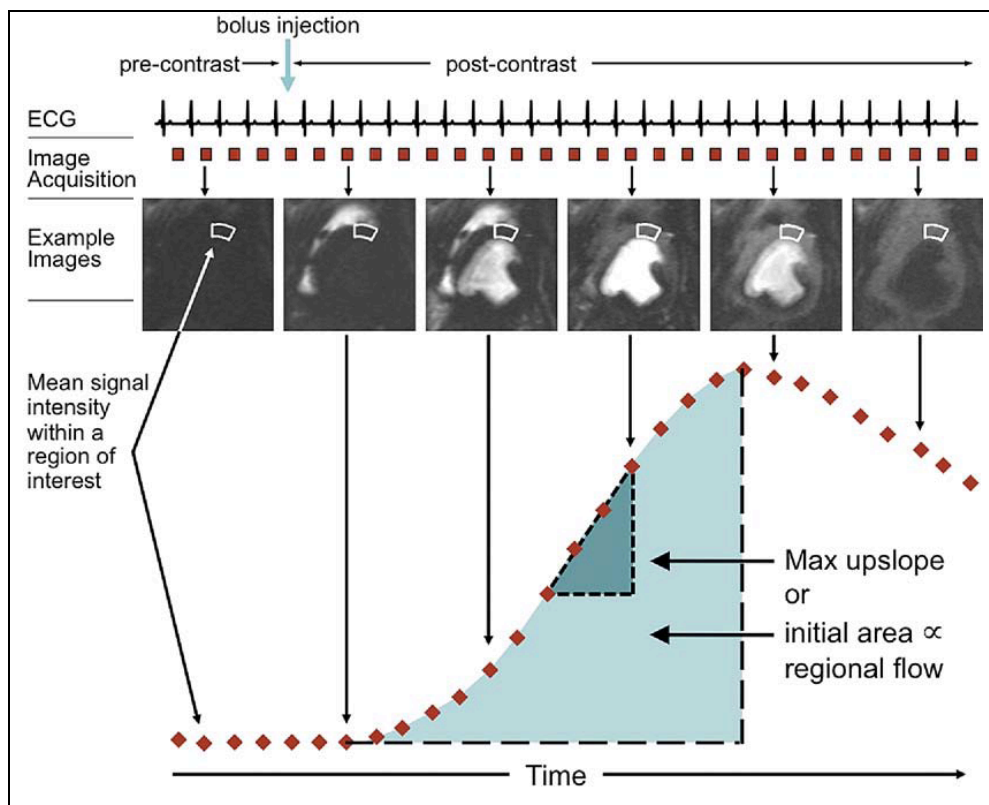 bolus injection
pre-contrast
post-contrast
ECG
Image
Acquisition
Example
Images
Mean signal
intensity
within a
region of
interest
Max upslope
or
initial area ∝
regional flow
Time